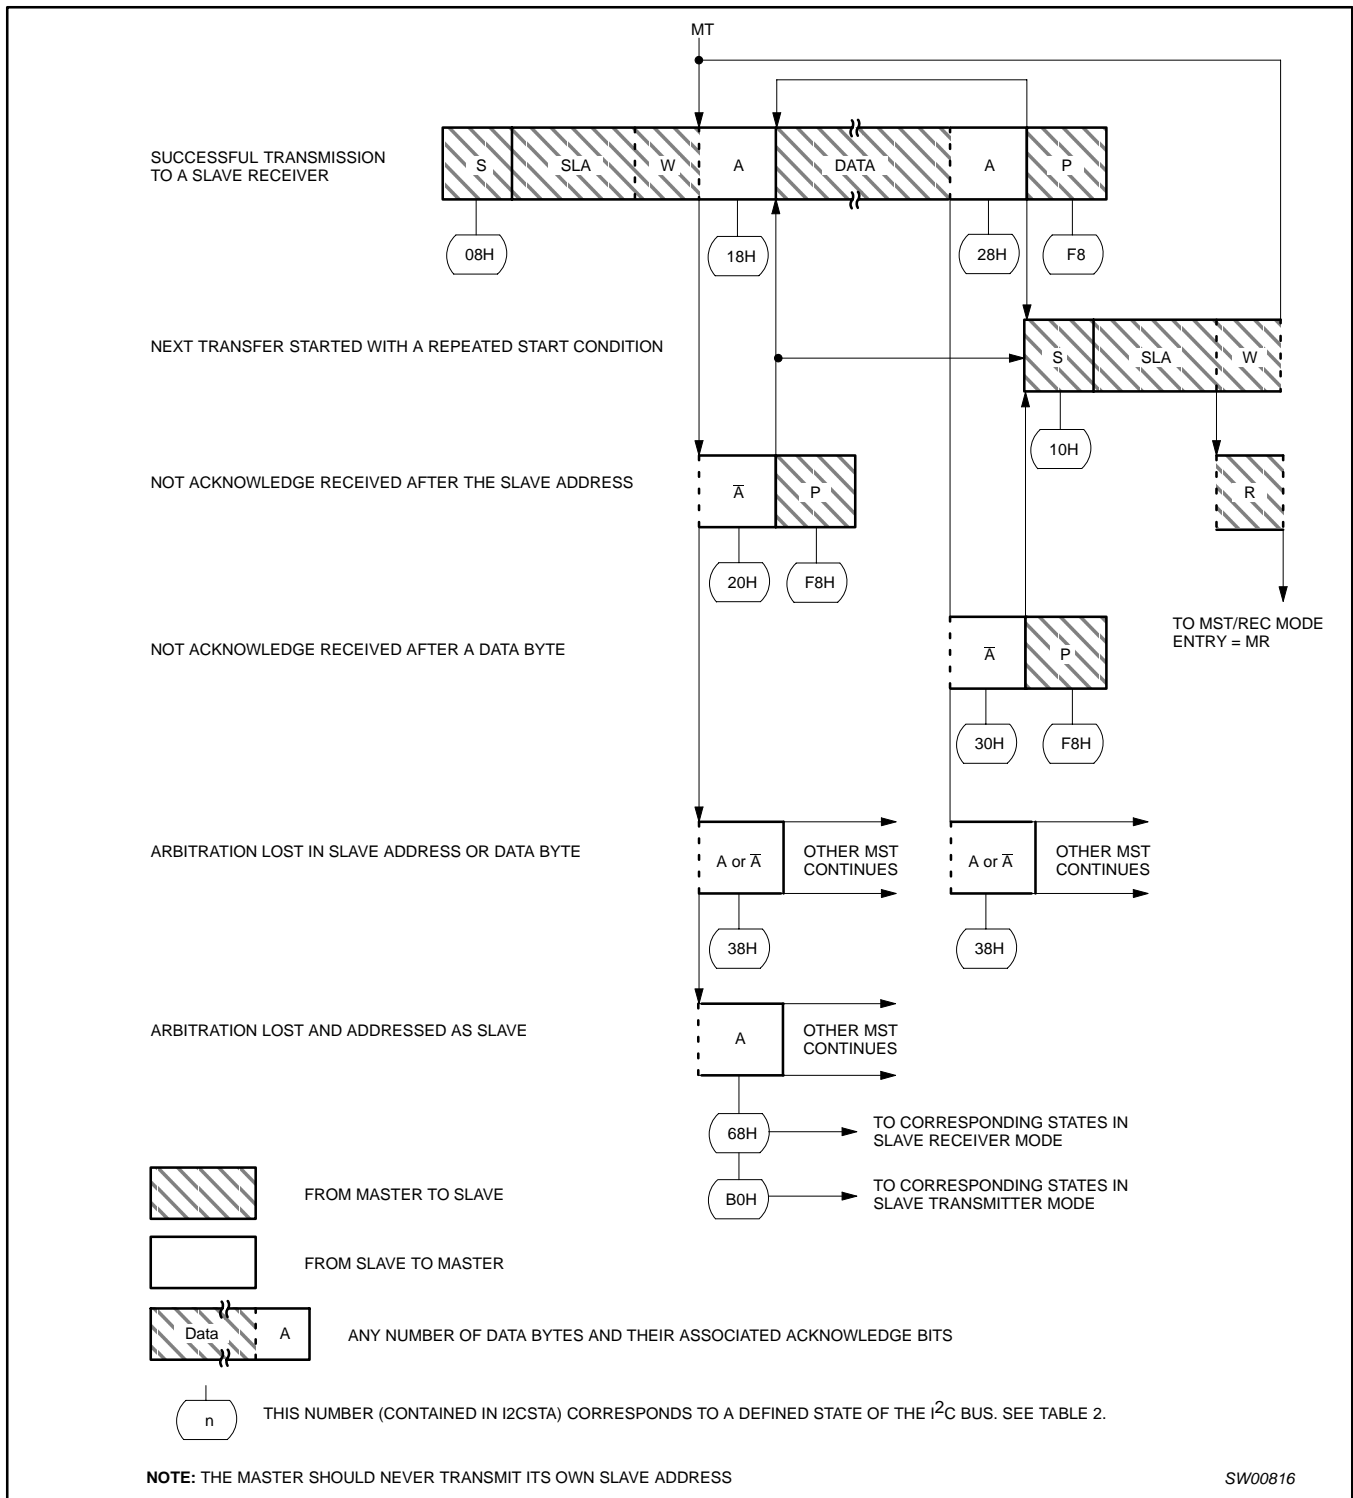 MT
SUCCESSFUL TRANSMISSION
TO A SLAVE RECEIVER
S SLA W A DATA A P
08H 18H 28H F8
NEXT TRANSFER STARTED WITH A REPEATED START CONDITION
S SLA W
10H
NOT ACKNOWLEDGE RECEIVED AFTER THE SLAVE ADDRESS
A̅ P R
20H F8H
TO MST/REC MODE
ENTRY = MR
NOT ACKNOWLEDGE RECEIVED AFTER A DATA BYTE
A̅ P
30H F8H
ARBITRATION LOST IN SLAVE ADDRESS OR DATA BYTE
A or A̅ OTHER MST
CONTINUES
A or A̅ OTHER MST
CONTINUES
38H 38H
ARBITRATION LOST AND ADDRESSED AS SLAVE
A OTHER MST
CONTINUES
68H TO CORRESPONDING STATES IN
SLAVE RECEIVER MODE
B0H TO CORRESPONDING STATES IN
SLAVE TRANSMITTER MODE
FROM MASTER TO SLAVE
FROM SLAVE TO MASTER
Data A ANY NUMBER OF DATA BYTES AND THEIR ASSOCIATED ACKNOWLEDGE BITS
n THIS NUMBER (CONTAINED IN I2CSTA) CORRESPONDS TO A DEFINED STATE OF THE I²C BUS. SEE TABLE 2.
NOTE: THE MASTER SHOULD NEVER TRANSMIT ITS OWN SLAVE ADDRESS
SW00816